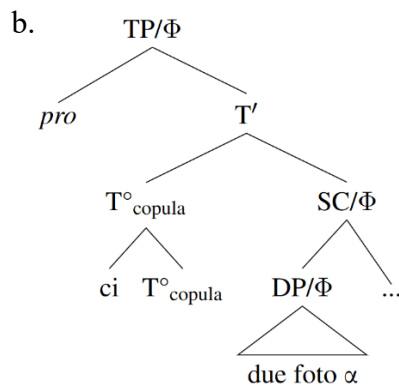 b.
TP/Φ
pro T′
T°copula SC/Φ
ci T°copula DP/Φ ...
due foto α